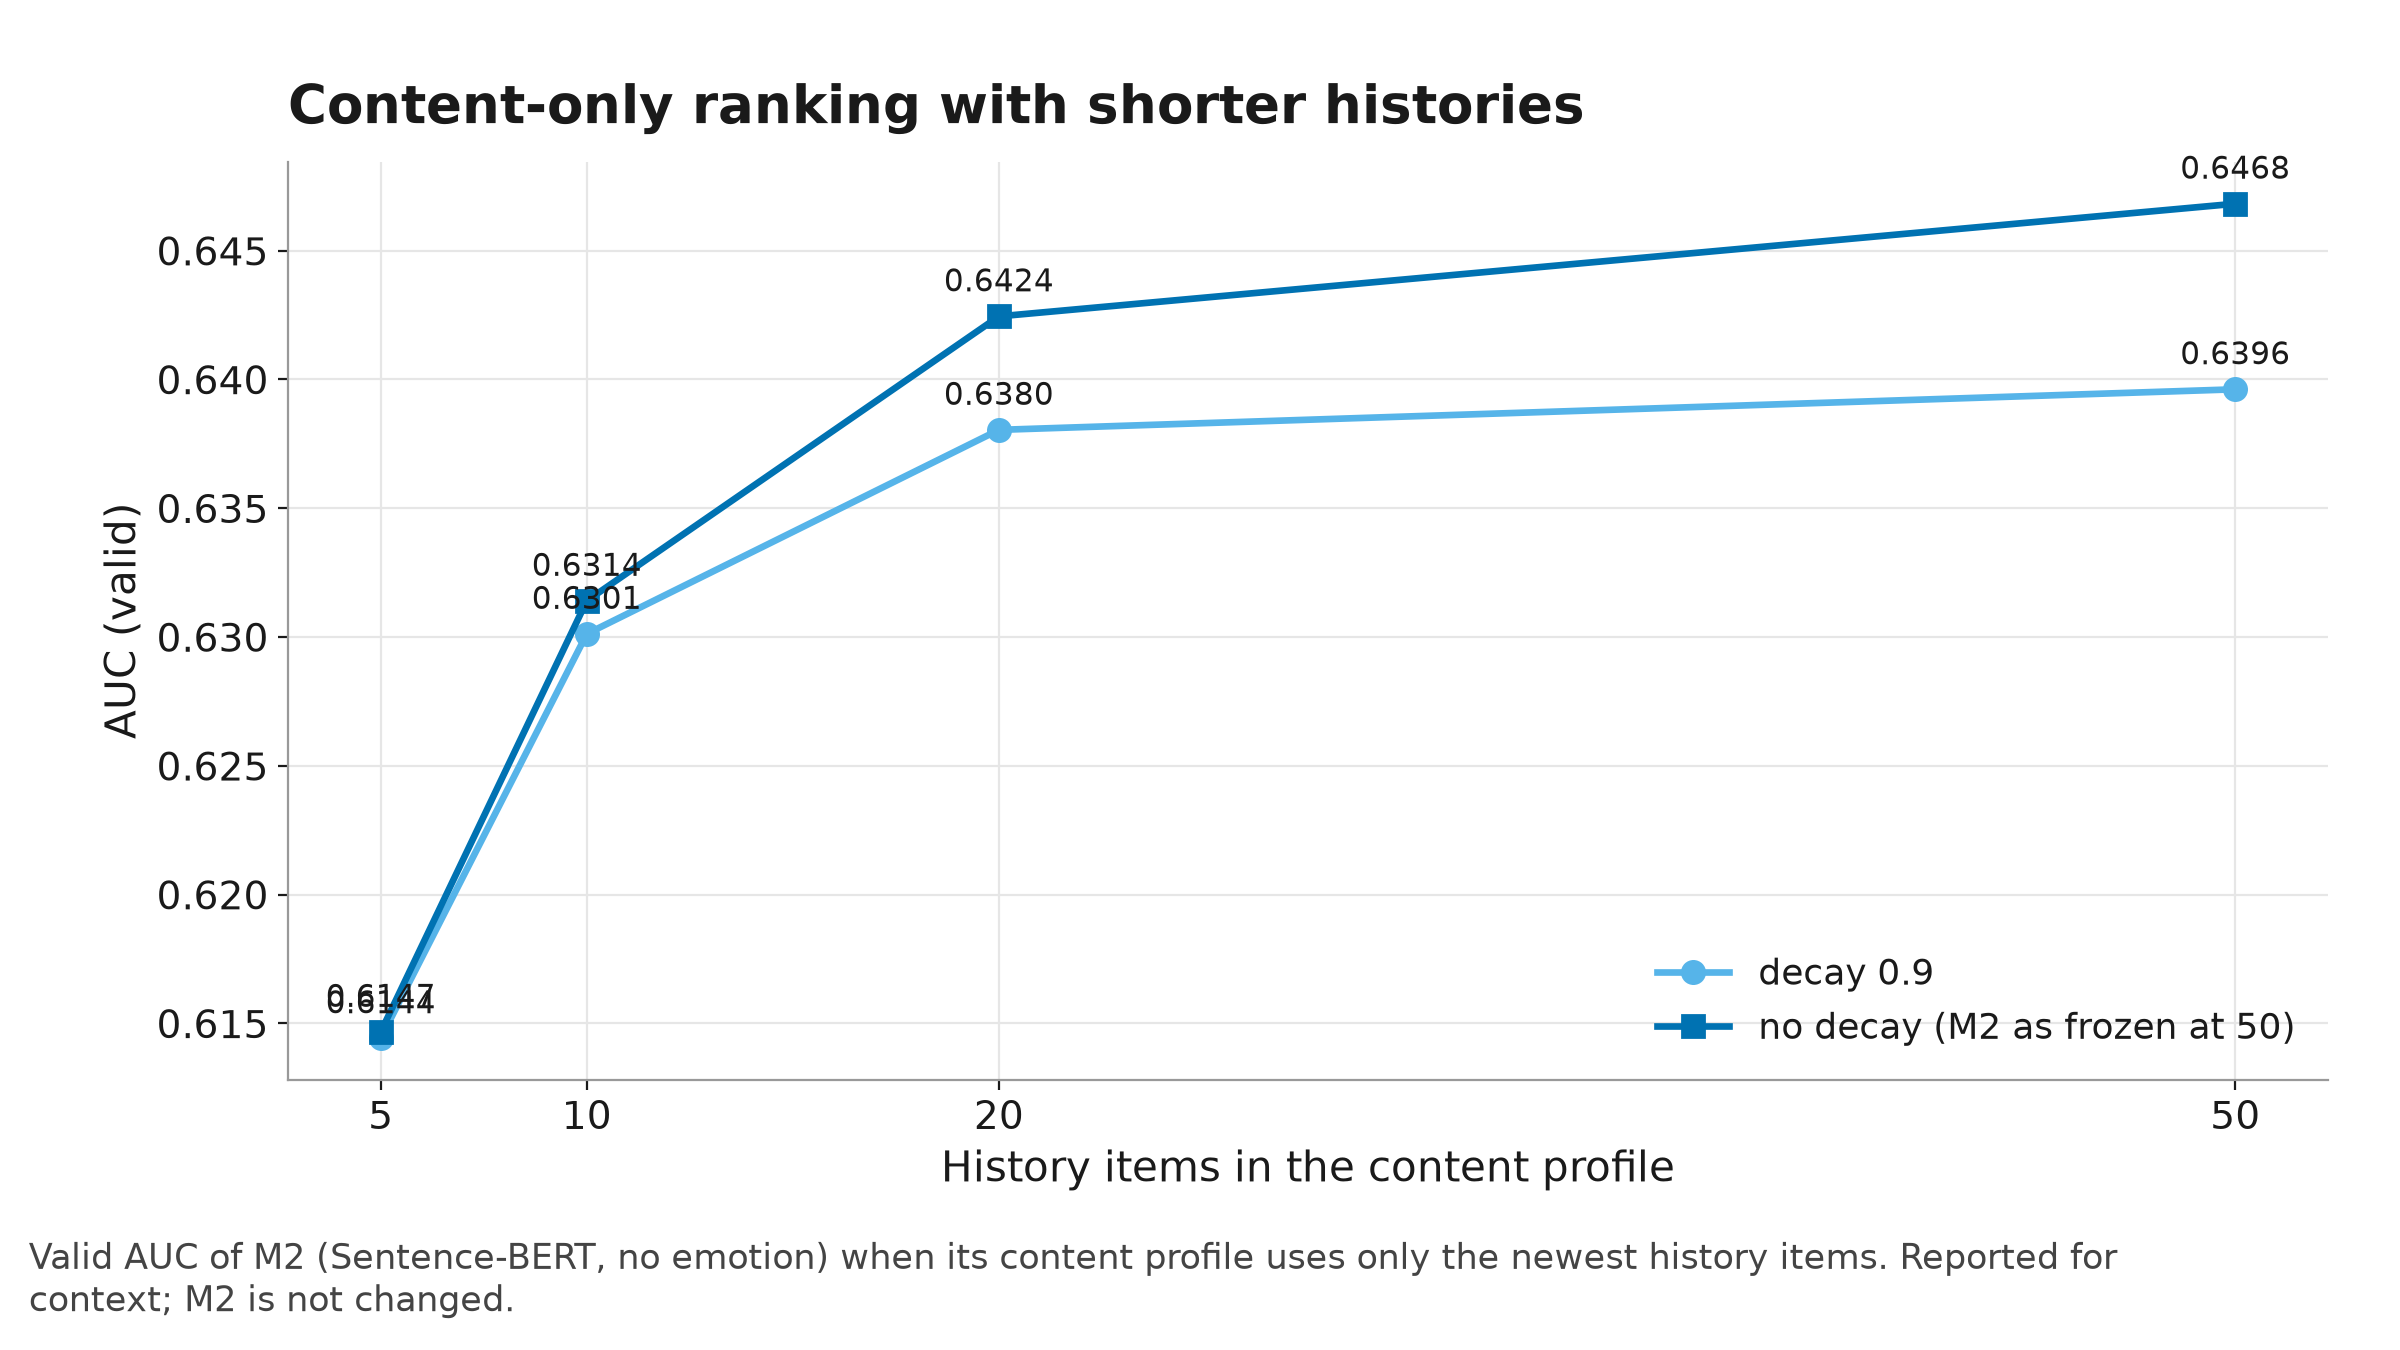 Content-only ranking with shorter histories
0.6468
0.645
0.6424
0.6396
0.640
0.6380
0.635
0.6314
0.6301
0.630
0.625
0.620
0.6147
0.6144
0.615
AUC (valid)
decay 0.9
no decay (M2 as frozen at 50)
5 10 20 50
History items in the content profile
Valid AUC of M2 (Sentence-BERT, no emotion) when its content profile uses only the newest history items. Reported for
context; M2 is not changed.